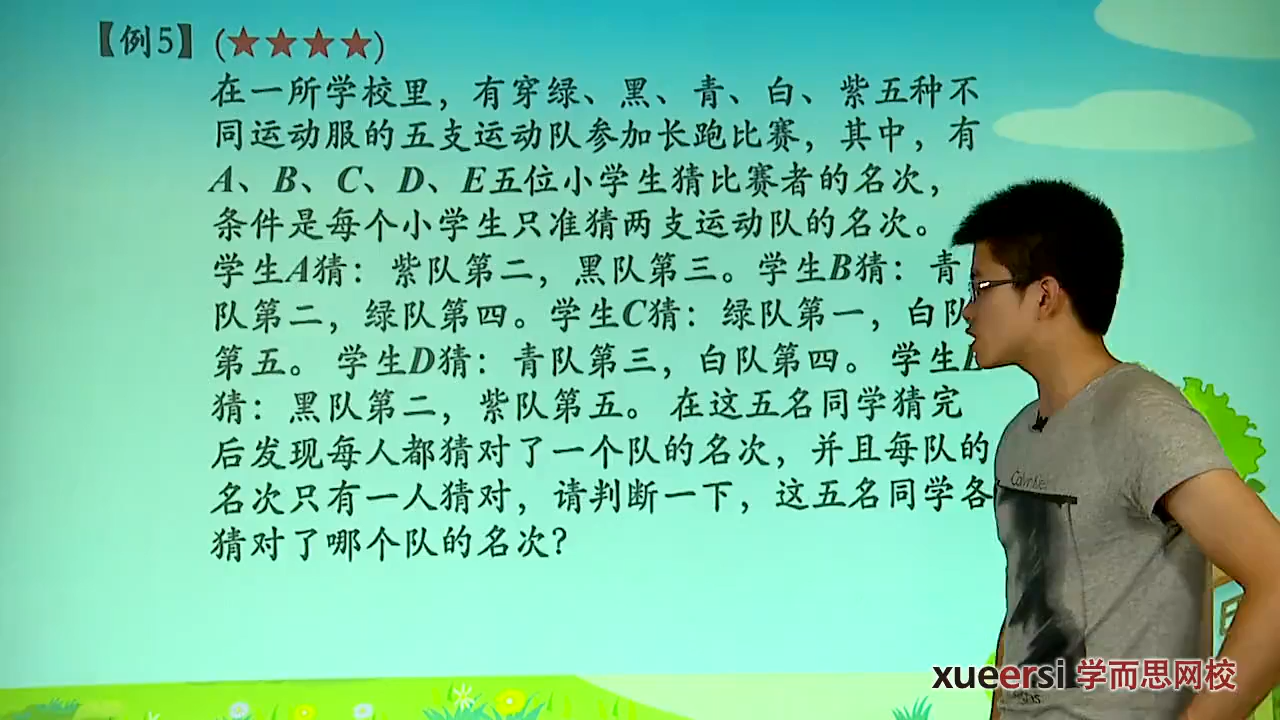 【例5】(★★★★)
在一所学校里，有穿绿、黑、青、白、紫五种不
同运动服的五支运动队参加长跑比赛，其中，有
A、B、C、D、E五位小学生猜比赛者的名次，
条件是每个小学生只准猜两支运动队的名次。
学生A猜：紫队第二，黑队第三。学生B猜：青
队第二，绿队第四。学生C猜：绿队第一，白队
第五。 学生D猜：青队第三，白队第四。 学生
猜：黑队第二，紫队第五。 在这五名同学猜完
后发现每人都猜对了一个队的名次，并且每队的
名次只有一人猜对，请判断一下，这五名同学各
猜对了哪个队的名次？
xueersi 学而思网校